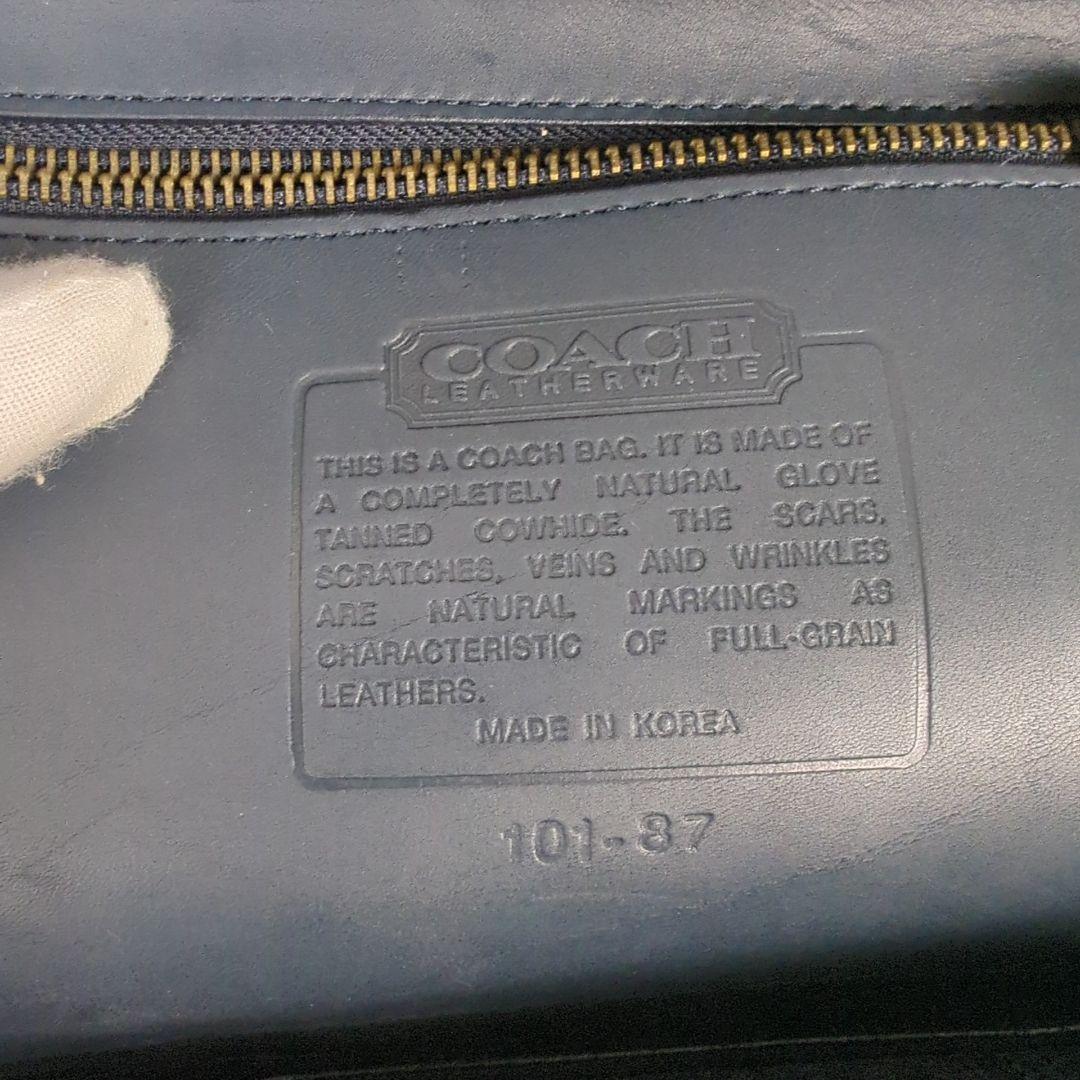 COACH
LEATHERWARE
THIS IS A COACH BAG. IT IS MADE OF
A COMPLETELY NATURAL GLOVE
TANNED COWHIDE. THE SCARS,
SCRATCHES, VEINS AND WRINKLES
ARE NATURAL MARKINGS AS
CHARACTERISTIC OF FULL-GRAIN
LEATHERS.
MADE IN KOREA
101-87